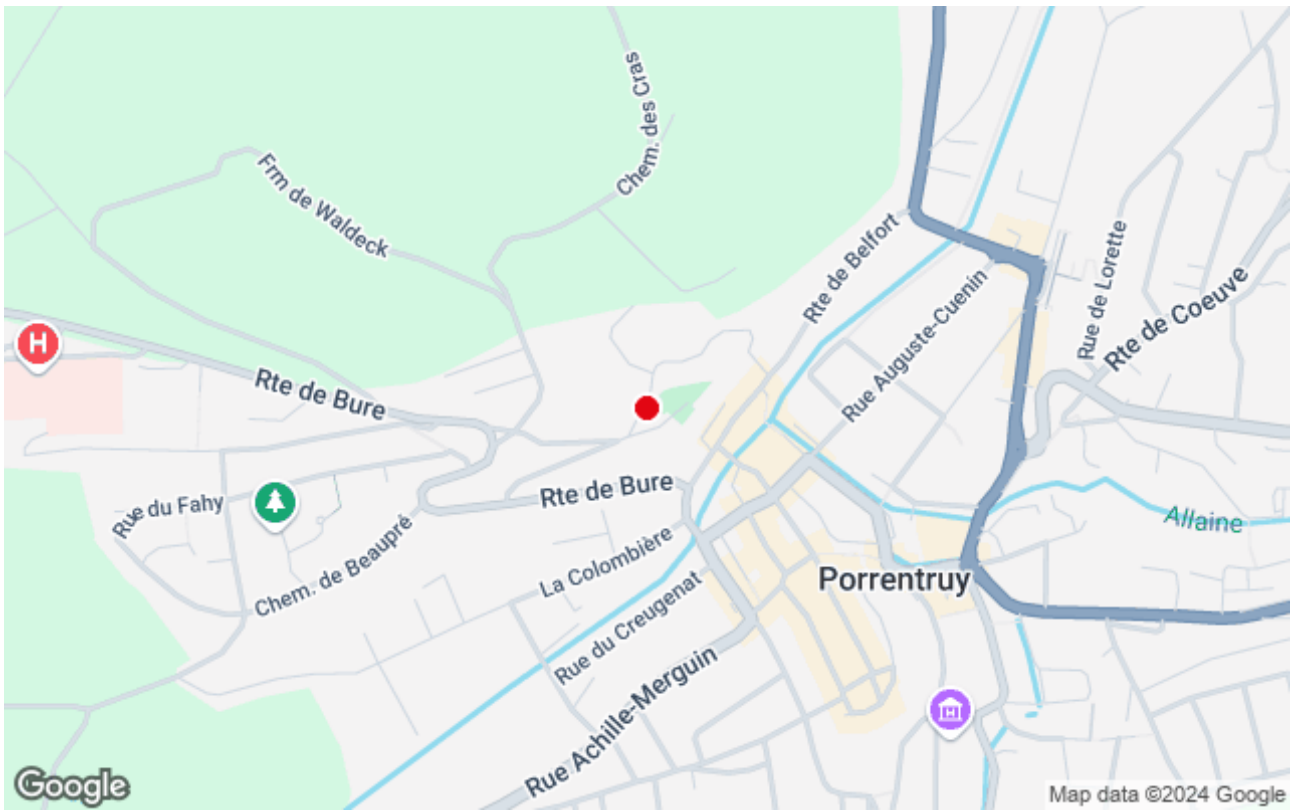 Chem. des Cras
Frm de Waldeck
Rte de Belfort
Rue de Lorette
Rte de Coeuve
Rue Auguste-Cuenin
H
Rte de Bure
Rte de Bure
Rue du Fahy
Allaine
La Colombière
Porrentruy
Chem. de Beaupré
Rue du Creugenat
Rue Achille-Merguin
H
Google
Map data ©2024 Google